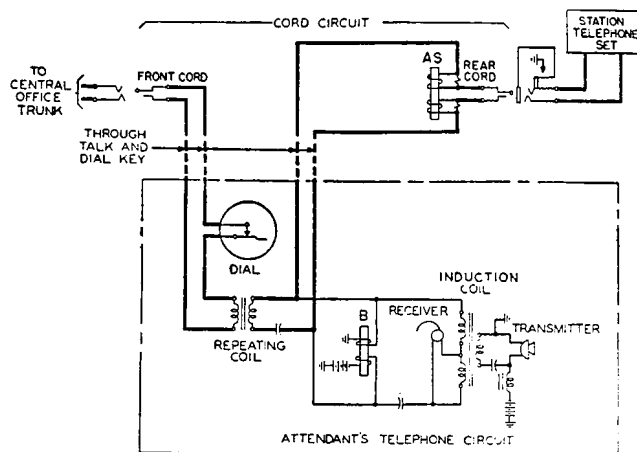 CORD CIRCUIT
STATION
TELEPHONE
SET
AS
REAR
CORD
TO
CENTRAL
OFFICE
TRUNK
FRONT CORD
THROUGH
TALK AND
DIAL KEY
DIAL
INDUCTION
COIL
RECEIVER
TRANSMITTER
B
REPEATING
COIL
ATTENDANT'S TELEPHONE CIRCUIT